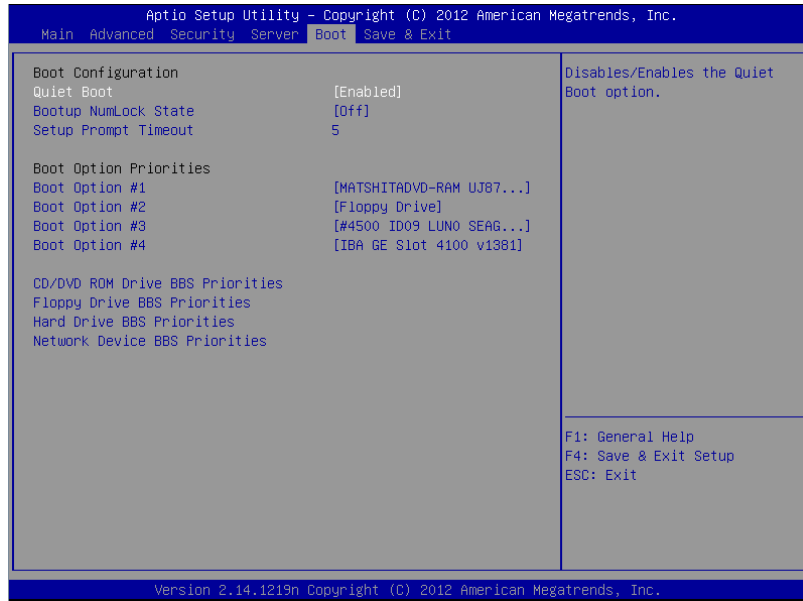 Aptio Setup Utility – Copyright (C) 2012 American Megatrends, Inc.
Main Advanced Security Server Boot Save & Exit
Boot Configuration
Quiet Boot [Enabled]
Bootup NumLock State [Off]
Setup Prompt Timeout 5
Boot Option Priorities
Boot Option #1 [MATSHITADVD-RAM UJ87...]
Boot Option #2 [Floppy Drive]
Boot Option #3 [#4500 ID09 LUN0 SEAG...]
Boot Option #4 [IBA GE Slot 4100 v1381]
CD/DVD ROM Drive BBS Priorities
Floppy Drive BBS Priorities
Hard Drive BBS Priorities
Network Device BBS Priorities
Disables/Enables the Quiet
Boot option.
F1: General Help
F4: Save & Exit Setup
ESC: Exit
Version 2.14.1219n Copyright (C) 2012 American Megatrends, Inc.